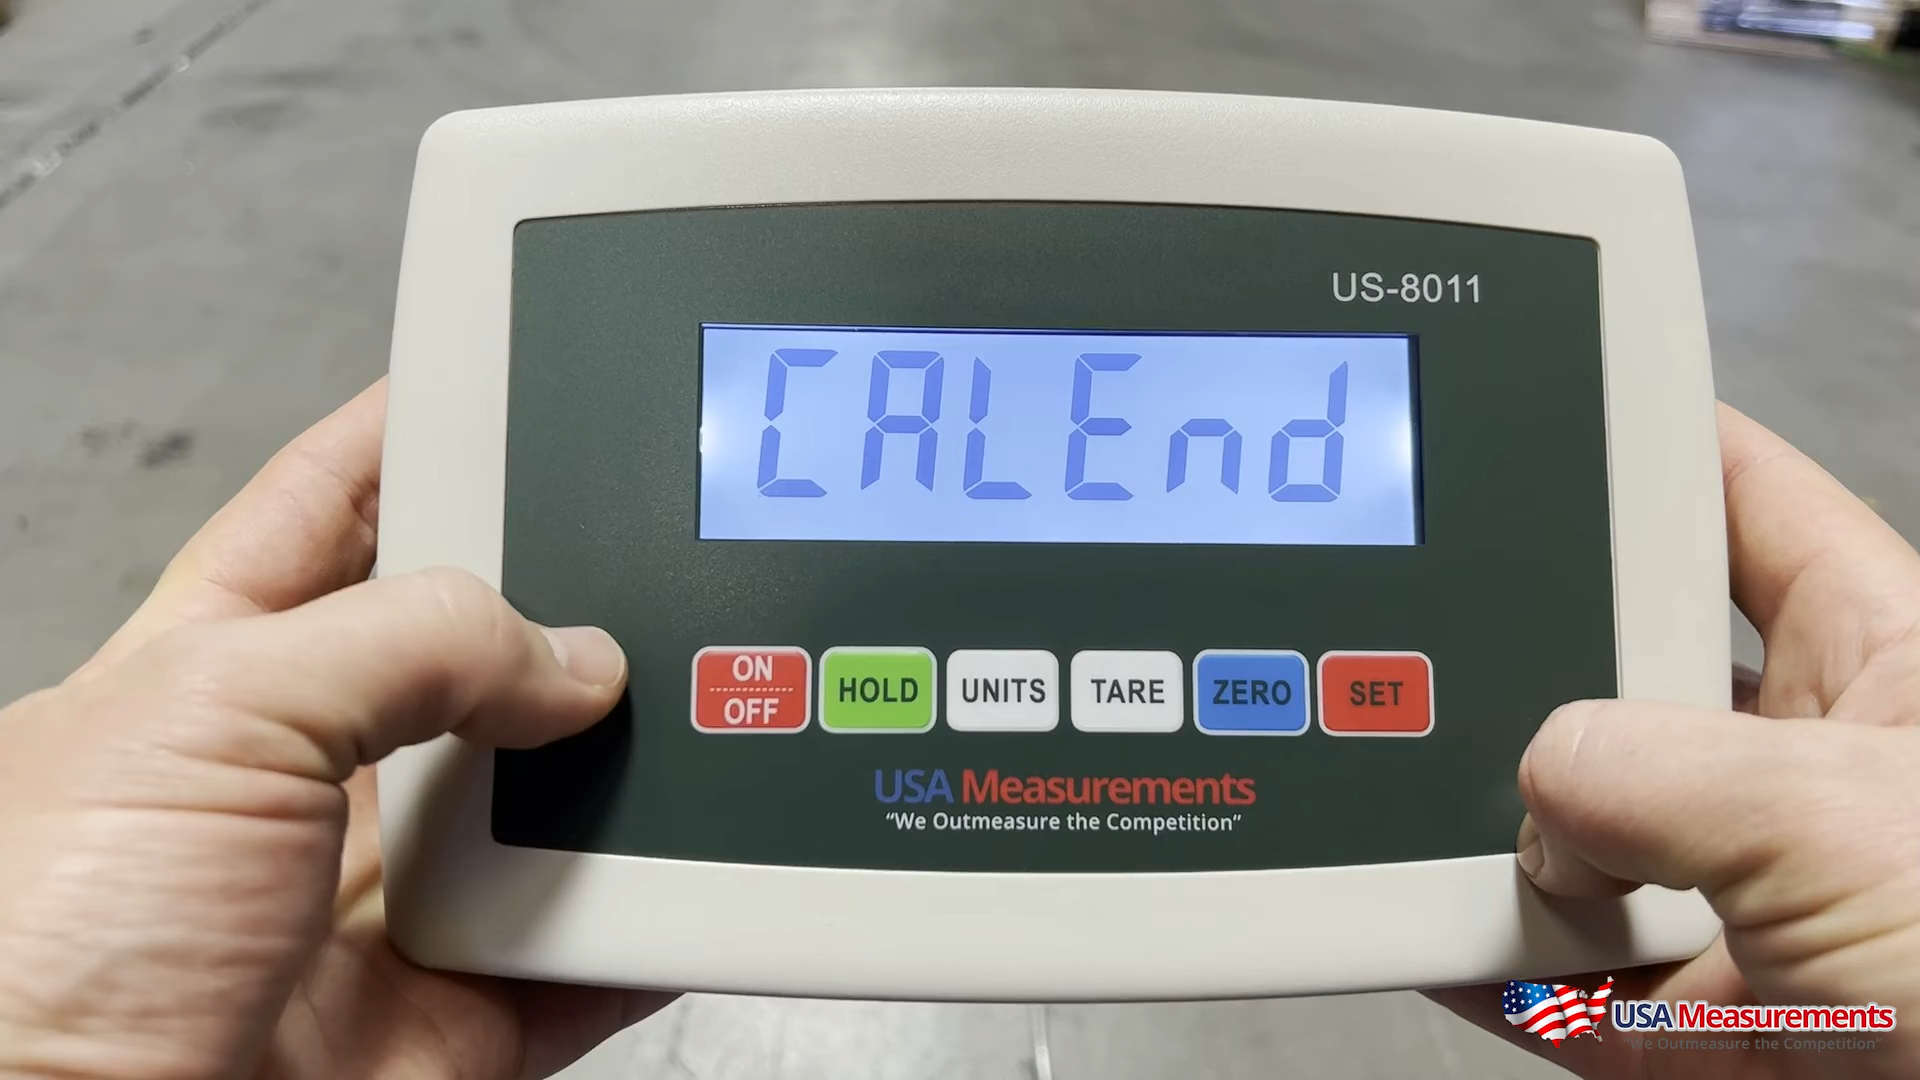 US-8011
CALEnd
ON
OFF
HOLD
UNITS
TARE
ZERO
SET
USA Measurements
“We Outmeasure the Competition”
USA Measurements
“We Outmeasure the Competition”